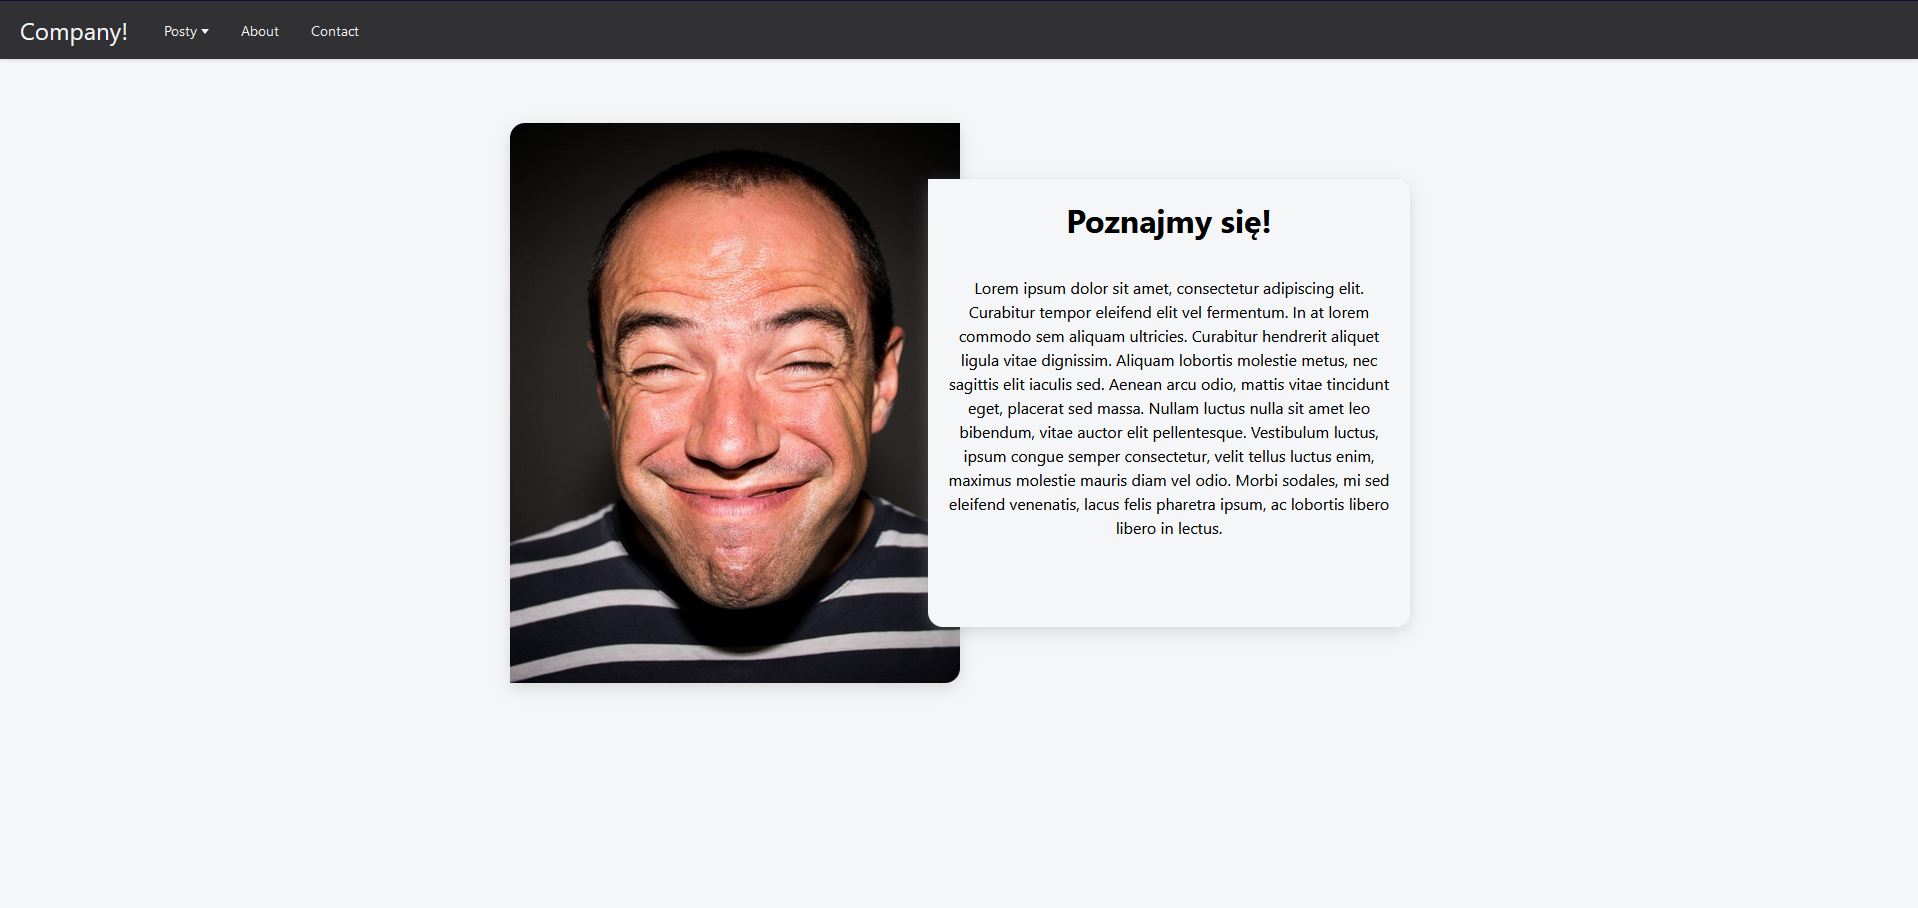 Company!
Posty
About
Contact
Poznajmy się!
Lorem ipsum dolor sit amet, consectetur adipiscing elit.
Curabitur tempor eleifend elit vel fermentum. In at lorem
commodo sem aliquam ultricies. Curabitur hendrerit aliquet
ligula vitae dignissim. Aliquam lobortis molestie metus, nec
sagittis elit iaculis sed. Aenean arcu odio, mattis vitae tincidunt
eget, placerat sed massa. Nullam luctus nulla sit amet leo
bibendum, vitae auctor elit pellentesque. Vestibulum luctus,
ipsum congue semper consectetur, velit tellus luctus enim,
maximus molestie mauris diam vel odio. Morbi sodales, mi sed
eleifend venenatis, lacus felis pharetra ipsum, ac lobortis libero
libero in lectus.